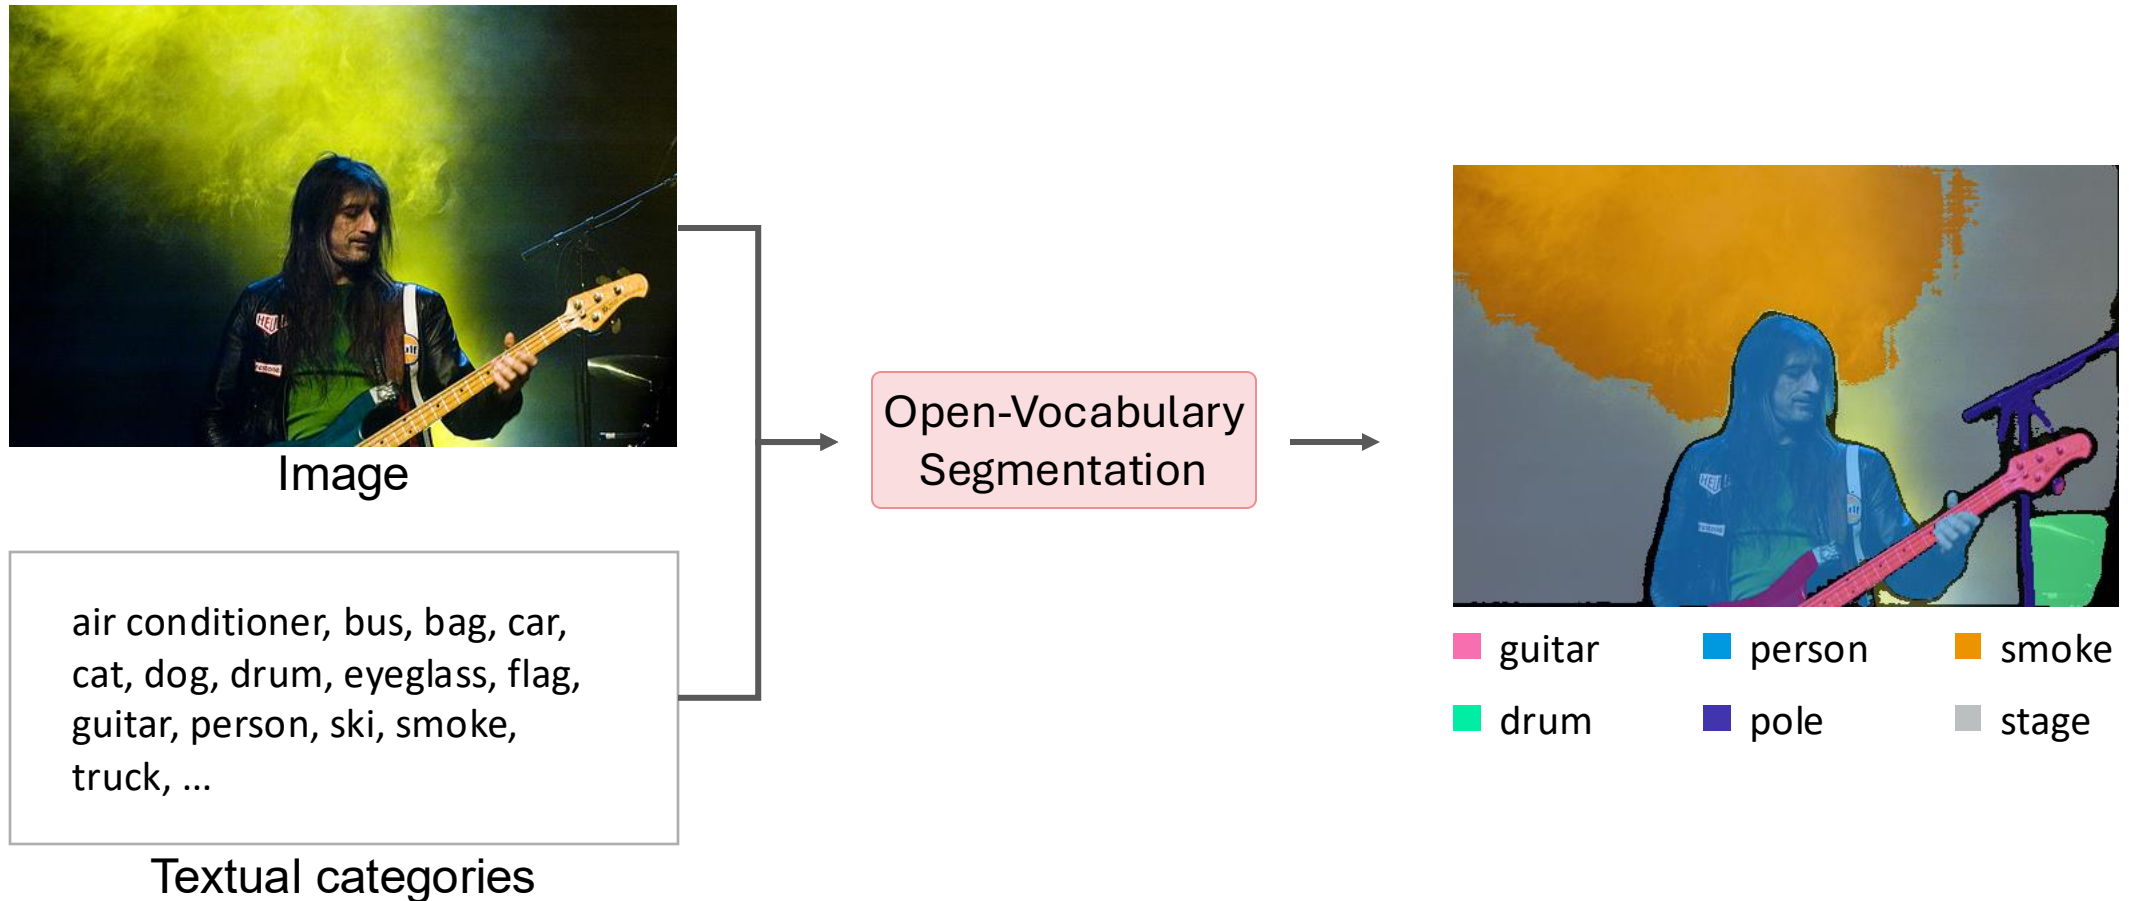 Image
air conditioner, bus, bag, car,
cat, dog, drum, eyeglass, flag,
guitar, person, ski, smoke,
truck, ...
Textual categories
Open-Vocabulary
Segmentation
guitar
person
smoke
drum
pole
stage